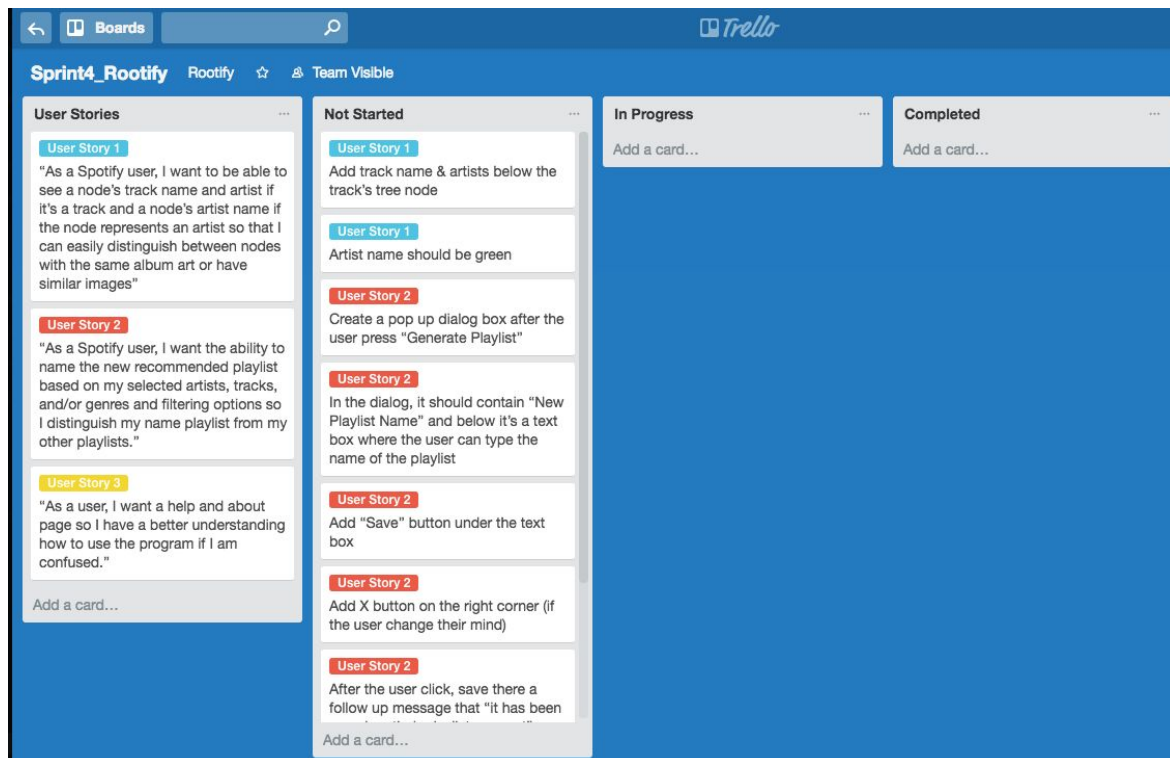 Boards
Trello
Sprint4_Rootify Rootify Team Visible
User Stories
User Story 1
“As a Spotify user, I want to be able to
see a node’s track name and artist if
it’s a track and a node’s artist name if
the node represents an artist so that I
can easily distinguish between nodes
with the same album art or have
similar images”
User Story 2
“As a Spotify user, I want the ability to
name the new recommended playlist
based on my selected artists, tracks,
and/or genres and filtering options so
I distinguish my name playlist from my
other playlists.”
User Story 3
“As a user, I want a help and about
page so I have a better understanding
how to use the program if I am
confused.”
Add a card...
Not Started
User Story 1
Add track name & artists below the
track’s tree node
User Story 1
Artist name should be green
User Story 2
Create a pop up dialog box after the
user press “Generate Playlist”
User Story 2
In the dialog, it should contain “New
Playlist Name” and below it’s a text
box where the user can type the
name of the playlist
User Story 2
Add “Save” button under the text
box
User Story 2
Add X button on the right corner (if
the user change their mind)
User Story 2
After the user click, save there a
follow up message that “it has been
Add a card...
In Progress
Add a card...
Completed
Add a card...